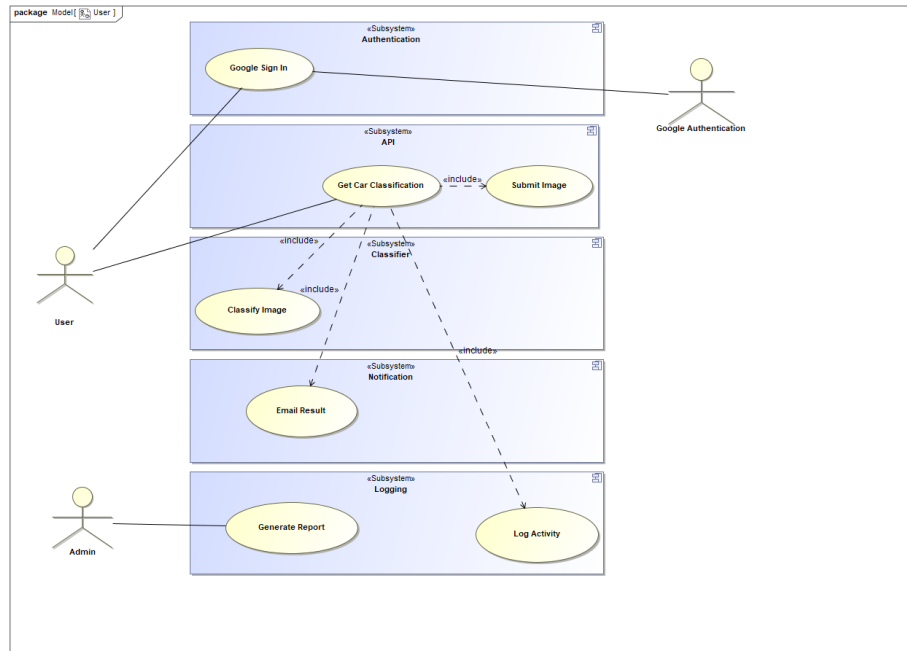 package Model[ User ]
«Subsystem»
Authentication
Google Sign In
Google Authentication
«Subsystem»
API
Get Car Classification
«include»
Submit Image
«include»
«Subsystem»
Classifier
«include»
Classify Image
User
«include»
«Subsystem»
Notification
Email Result
«Subsystem»
Logging
Generate Report
Log Activity
Admin